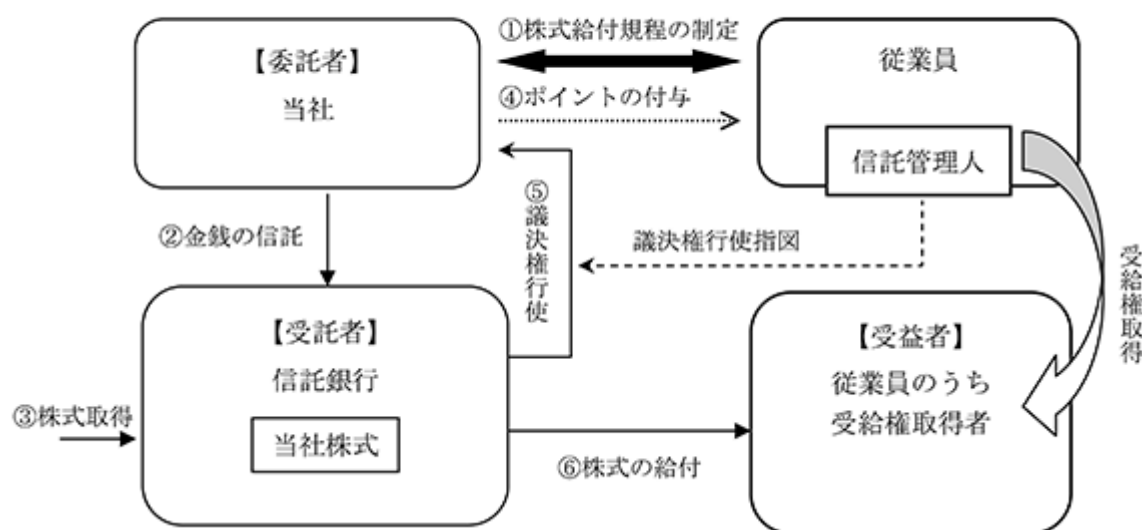 【委託者】
当社
①株式給付規程の制定
④ポイントの付与
従業員
信託管理人
②金銭の信託
⑤議決権行使
議決権行使指図
受給権取得
【受託者】
信託銀行
当社株式
③株式取得
⑥株式の給付
【受益者】
従業員のうち
受給権取得者